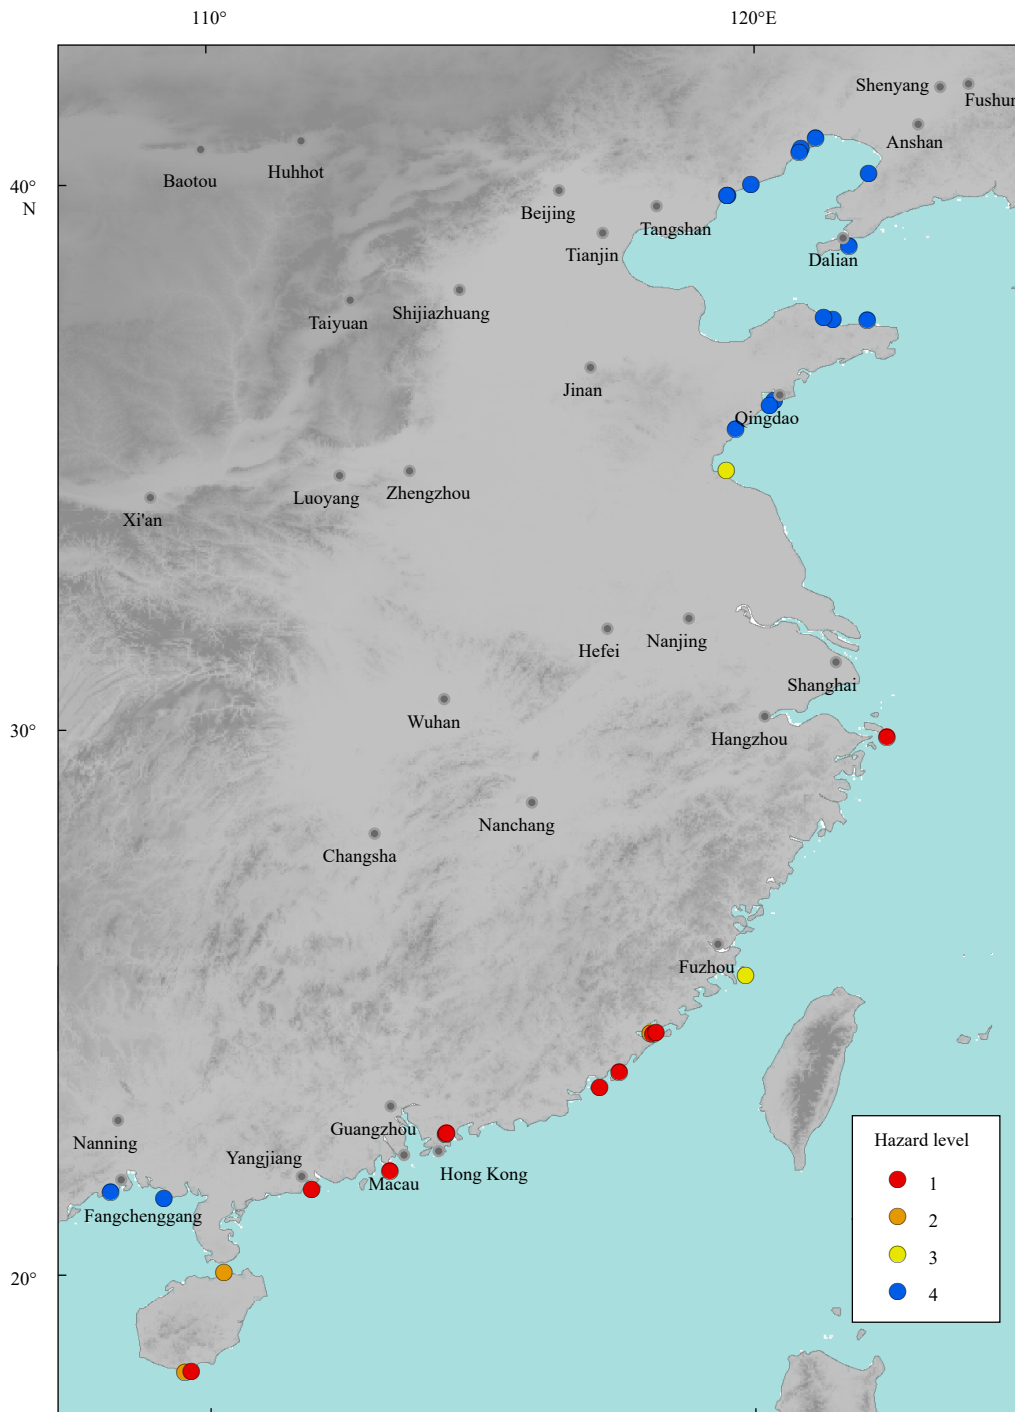 110°
120°E
Shenyang
Fushun
Anshan
Huhhot
Baotou
40°
N
Beijing
Tangshan
Tianjin
Dalian
Shijiazhuang
Taiyuan
Jinan
Qingdao
Zhengzhou
Luoyang
Xi'an
Nanjing
Hefei
Shanghai
Wuhan
30°
Hangzhou
Nanchang
Changsha
Fuzhou
Guangzhou
Nanning
Yangjiang
Hong Kong
Macau
Fangchenggang
20°
Hazard level
1
2
3
4